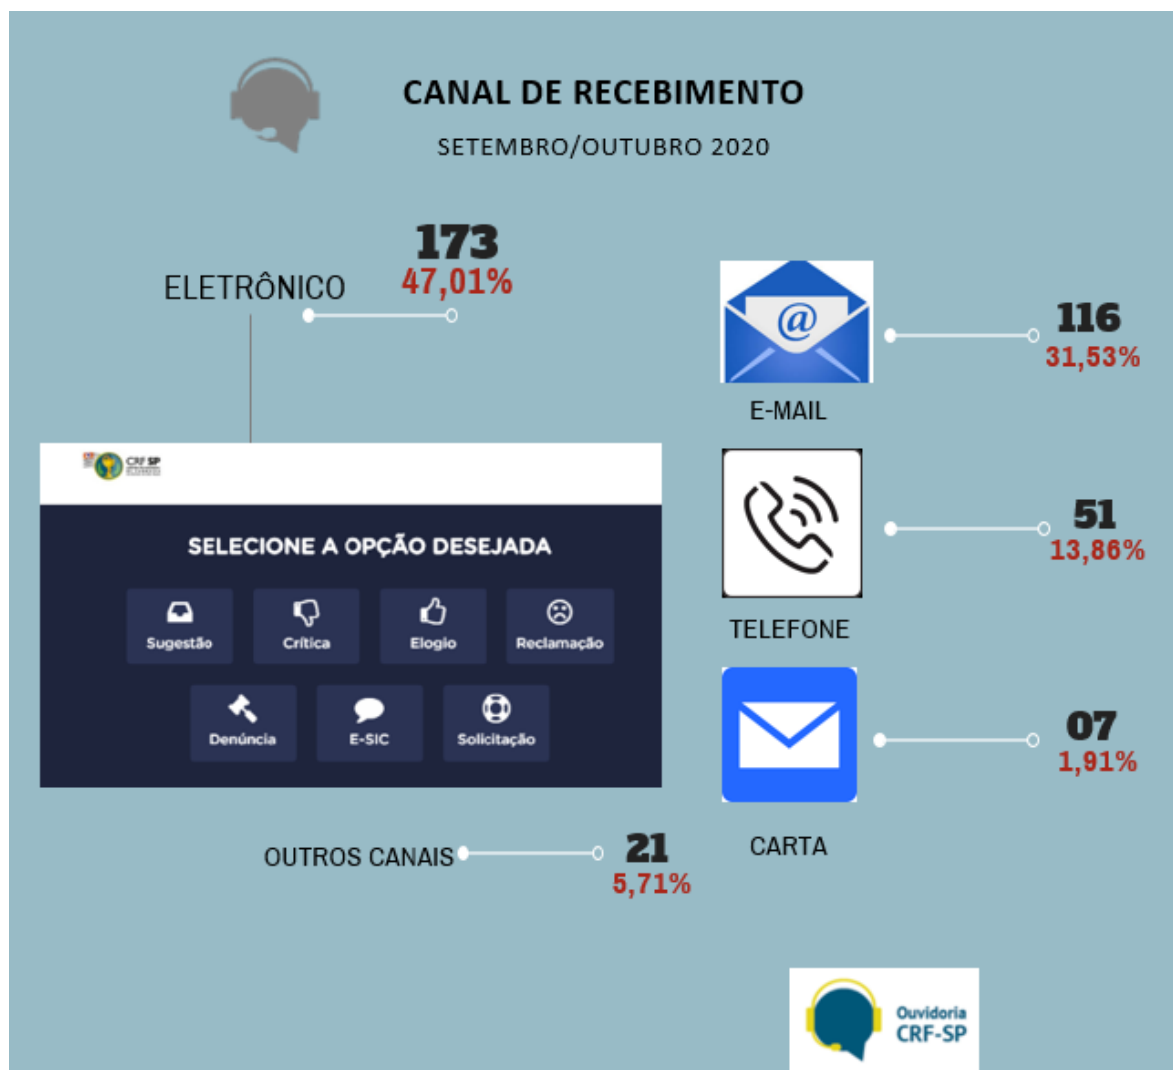 CANAL DE RECEBIMENTO
SETEMBRO/OUTUBRO 2020
173
47,01%
ELETRÔNICO
@
116
31,53%
E-MAIL
CRF SP
SELECIONE A OPÇÃO DESEJADA
Sugestão
Crítica
Elogio
Reclamação
Denúncia
E-SIC
Solicitação
51
13,86%
TELEFONE
07
1,91%
CARTA
OUTROS CANAIS
21
5,71%
Ouvidoria
CRF-SP